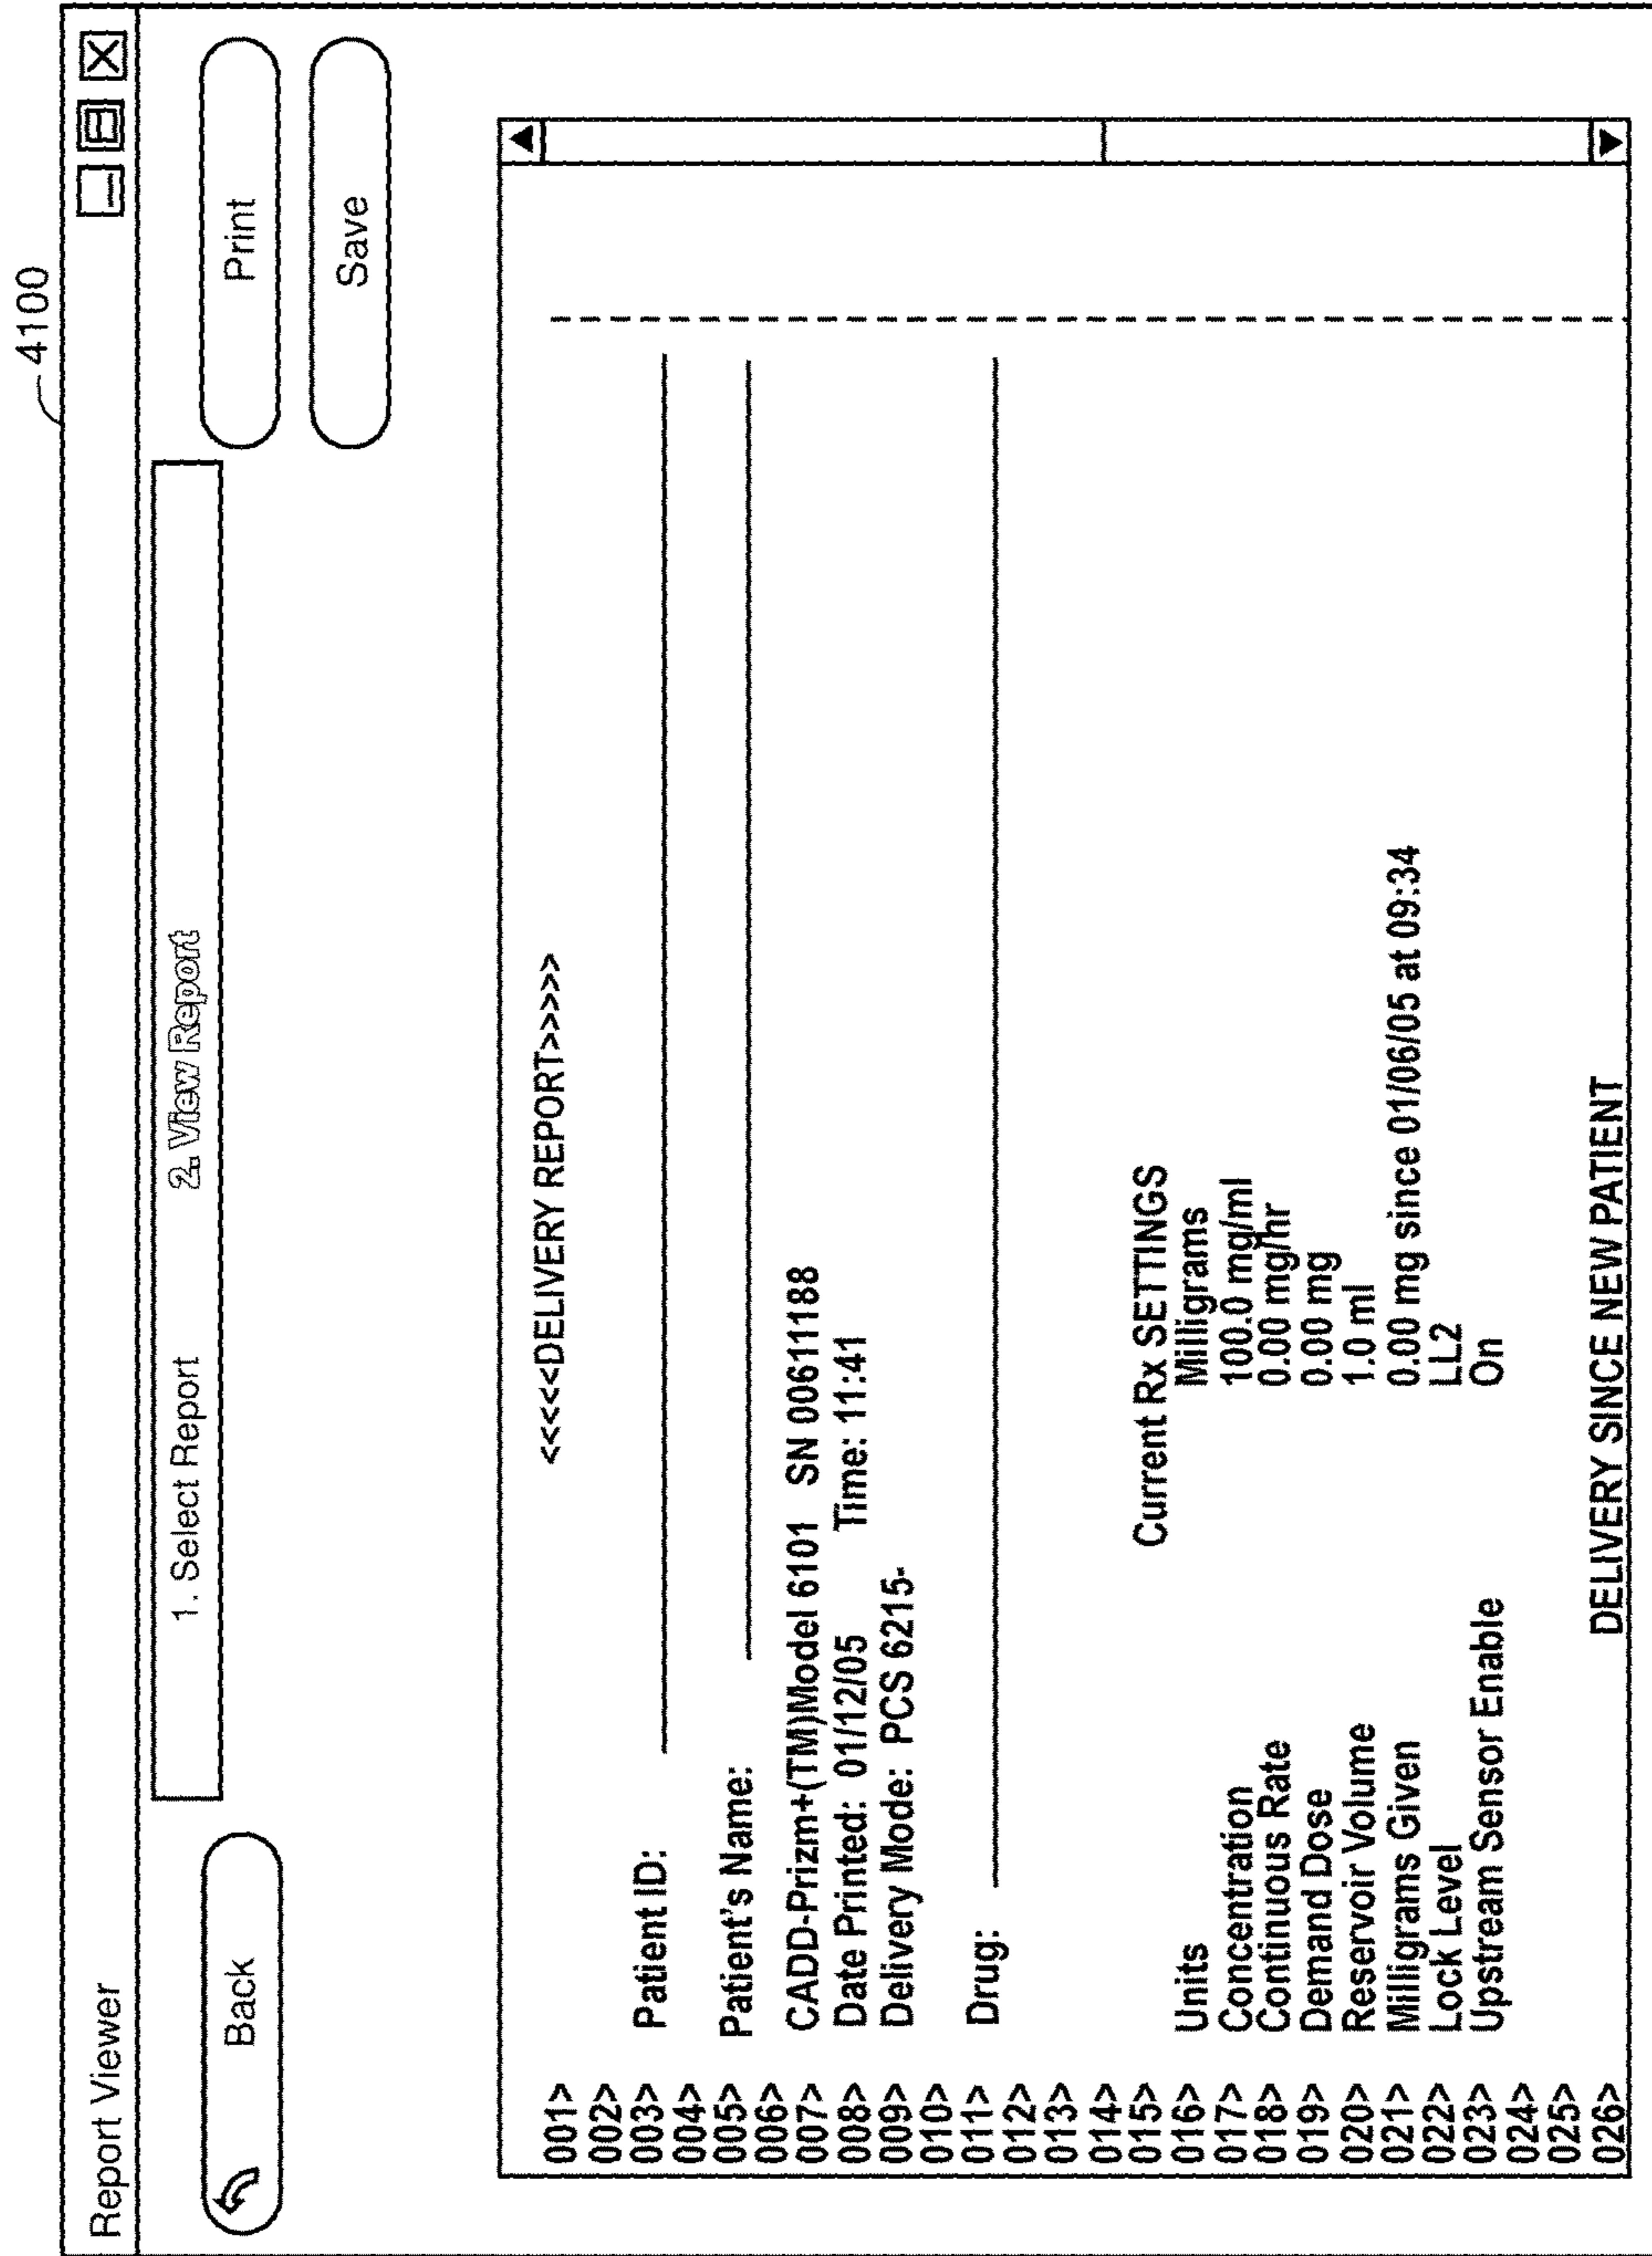 4100
Report Viewer
Back
1. Select Report 2. View Report
Print
Save
001> <<<<<DELIVERY REPORT>>>>>
002>
003> Patient ID:
004>
005> Patient's Name:
006>
007> CADD-Prizm+(TM)Model 6101 SN 00611188
008> Date Printed: 01/12/05 Time: 11:41
009> Delivery Mode: PCS 6215-
010>
011> Drug:
012>
013>
014>
015> Current Rx SETTINGS
016> Units Milligrams
017> Concentration 100.0 mg/ml
018> Continuous Rate 0.00 mg/hr
019> Demand Dose 0.00 mg
020> Reservoir Volume 1.0 ml
021> Milligrams Given 0.00 mg since 01/06/05 at 09:34
022> Lock Level LL2
023> Upstream Sensor Enable On
024>
025>
026> DELIVERY SINCE NEW PATIENT